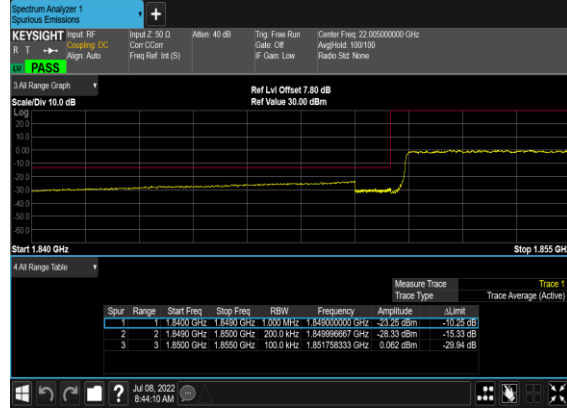 Spectrum Analyzer 1
Spurious Emissions
KEYSIGHT
R T
Input: RF
Coupling: DC
Align: Auto
Input Z: 50 Ω
Corr CCorr
Freq Ref: Int (S)
Atten: 40 dB
Trig: Free Run
Gate: Off
IF Gain: Low
Center Freq: 22.005000000 GHz
Avg|Hold: 100/100
Radio Std: None
PASS
3 All Range Graph
Scale/Div 10.0 dB
Ref Lvl Offset 7.80 dB
Ref Value 30.00 dBm
Log
20.0
10.0
0.00
-10.0
-20.0
-30.0
-40.0
-50.0
-60.0
Start 1.840 GHz
Stop 1.855 GH
4 All Range Table
Measure Trace Trace 1
Trace Type Trace Average (Active)
Spur Range Start Freq Stop Freq RBW Frequency Amplitude ΔLimit
1 1 1.8400 GHz 1.8490 GHz 1.000 MHz 1.849000000 GHz -23.25 dBm -10.25 dB
2 2 1.8490 GHz 1.8500 GHz 200.0 kHz 1.849996667 GHz -28.33 dBm -15.33 dB
3 3 1.8500 GHz 1.8550 GHz 100.0 kHz 1.851758333 GHz 0.062 dBm -29.94 dB
?
Jul 08, 2022
8:44:10 AM